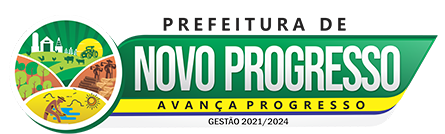 PREFEITURA DE
NOVO PROGRESSO
AVANÇA PROGRESSO
GESTÃO 2021/2024